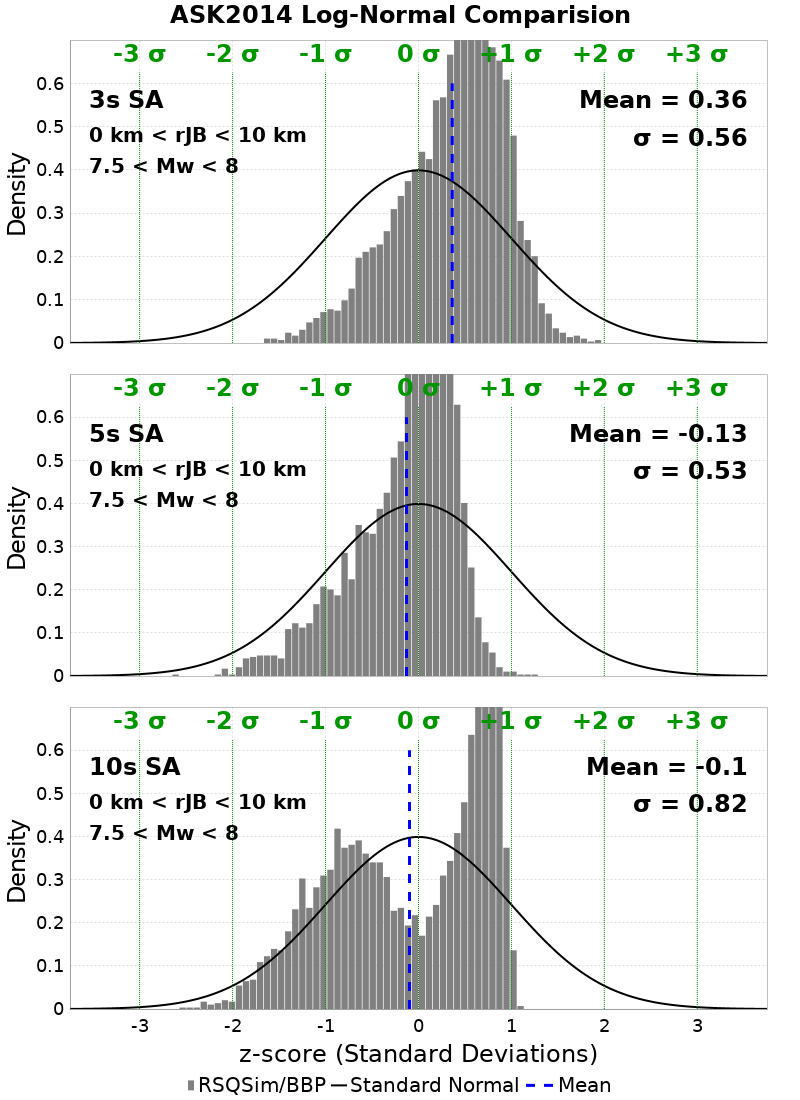 ASK2014 Log-Normal Comparision
-3 σ -2 σ -1 σ 0 σ +1 σ +2 σ +3 σ
3s SA
0 km < rJB < 10 km
7.5 < Mw < 8
Mean = 0.36
σ = 0.56
Density
0.6
0.5
0.4
0.3
0.2
0.1
0
-3 σ -2 σ -1 σ 0 σ +1 σ +2 σ +3 σ
5s SA
0 km < rJB < 10 km
7.5 < Mw < 8
Mean = -0.13
σ = 0.53
Density
0.6
0.5
0.4
0.3
0.2
0.1
0
-3 σ -2 σ -1 σ 0 σ +1 σ +2 σ +3 σ
10s SA
0 km < rJB < 10 km
7.5 < Mw < 8
Mean = -0.1
σ = 0.82
Density
0.6
0.5
0.4
0.3
0.2
0.1
0
-3 -2 -1 0 1 2 3
z-score (Standard Deviations)
RSQSim/BBP Standard Normal Mean